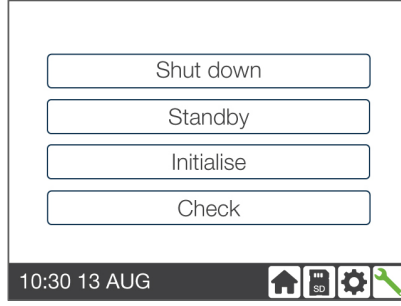 Shut down
Standby
Initialise
Check
10:30 13 AUG
SD